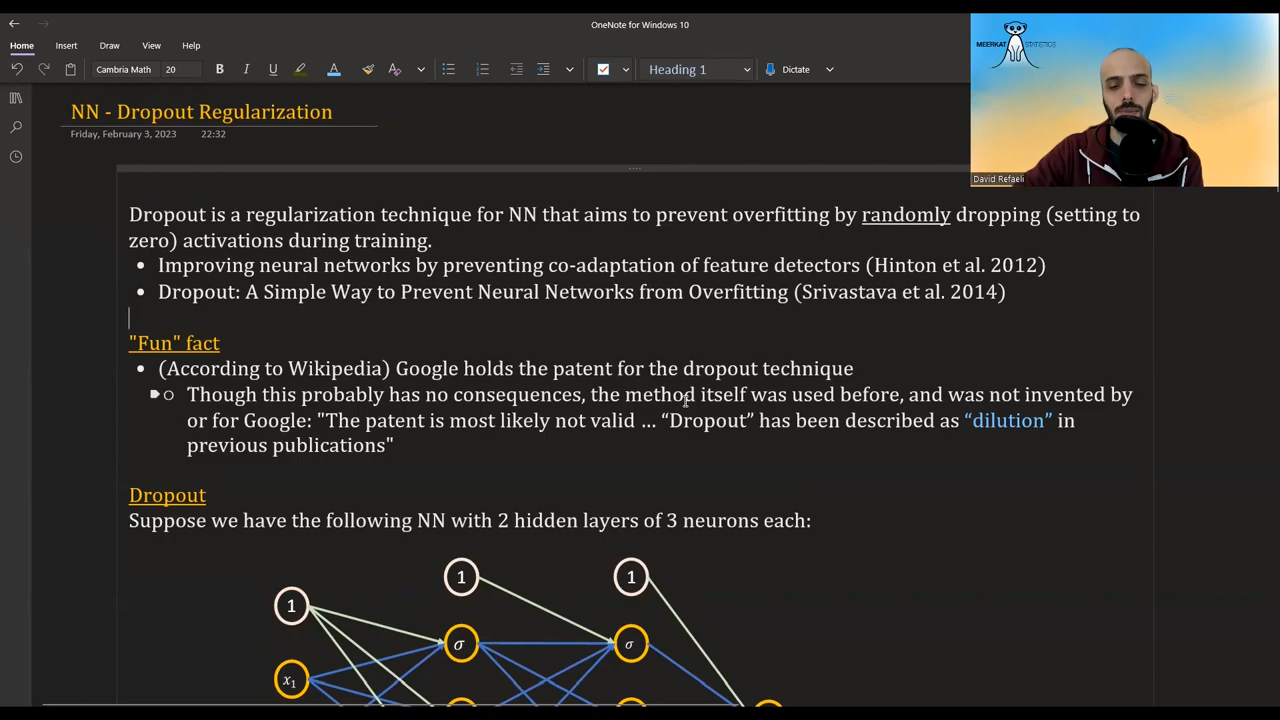 OneNote for Windows 10
Home Insert Draw View Help
Cambria Math 20 B I U A A Heading 1 Dictate
MEERKAT STATISTICS
David Refaeli
NN - Dropout Regularization
Friday, February 3, 2023 22:32
Dropout is a regularization technique for NN that aims to prevent overfitting by randomly dropping (setting to
zero) activations during training.
• Improving neural networks by preventing co-adaptation of feature detectors (Hinton et al. 2012)
• Dropout: A Simple Way to Prevent Neural Networks from Overfitting (Srivastava et al. 2014)
"Fun" fact
• (According to Wikipedia) Google holds the patent for the dropout technique
○ Though this probably has no consequences, the method itself was used before, and was not invented by
or for Google: "The patent is most likely not valid … “Dropout” has been described as “dilution” in
previous publications"
Dropout
Suppose we have the following NN with 2 hidden layers of 3 neurons each:
1 1
1
σ σ
x₁